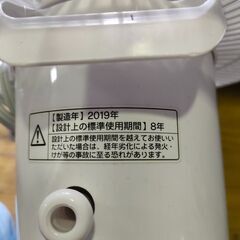 【製造年】2019年
【設計上の標準使用期間】8年
設計上の標準使用期間を越えてお使いい
ただいた場合は、経年劣化による発火・
けが等の事故に至る恐れがあります。